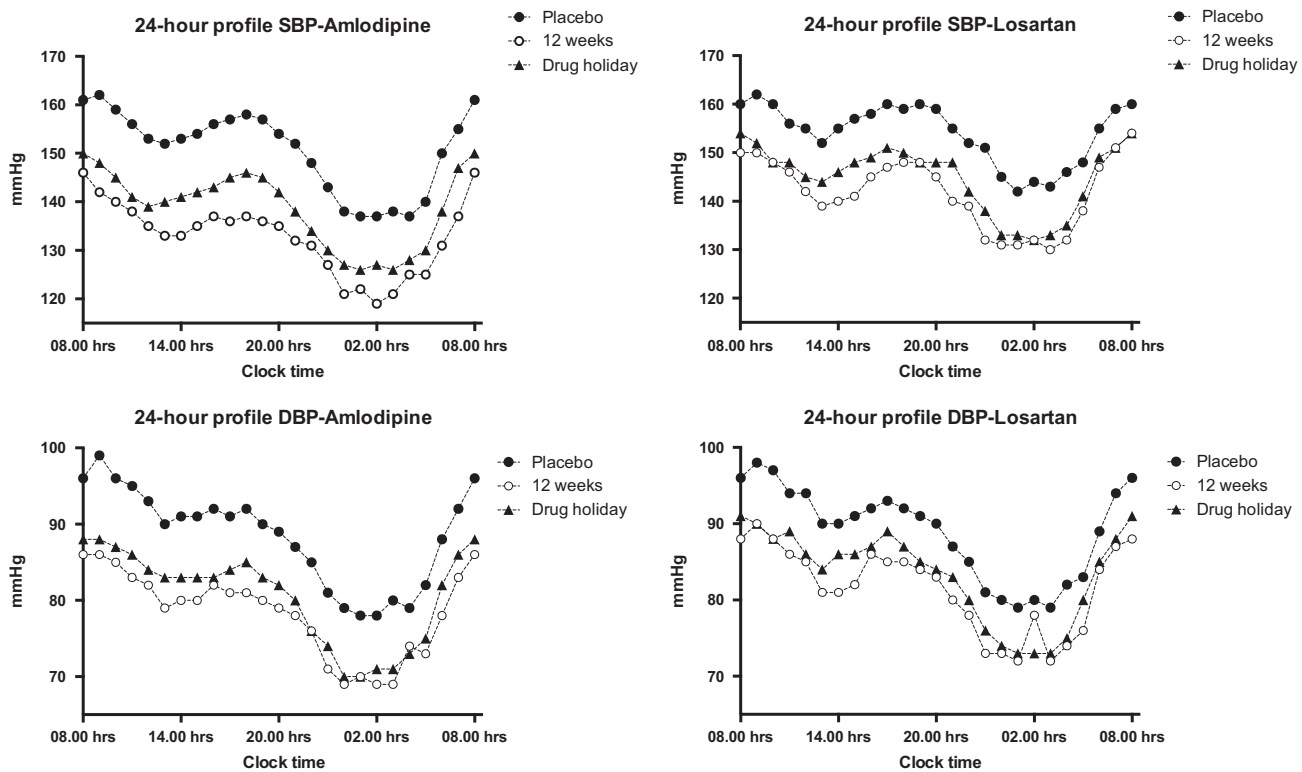 24-hour profile SBP-Amlodipine
Placebo
12 weeks
Drug holiday
170
160
150
140
130
120
mmHg
08.00 hrs 14.00 hrs 20.00 hrs 02.00 hrs 08.00 hrs
Clock time
24-hour profile SBP-Losartan
Placebo
12 weeks
Drug holiday
170
160
150
140
130
120
mmHg
08.00 hrs 14.00 hrs 20.00 hrs 02.00 hrs 08.00 hrs
Clock time
24-hour profile DBP-Amlodipine
Placebo
12 weeks
Drug holiday
100
90
80
70
mmHg
08.00 hrs 14.00 hrs 20.00 hrs 02.00 hrs 08.00 hrs
Clock time
24-hour profile DBP-Losartan
Placebo
12 weeks
Drug holiday
100
90
80
70
mmHg
08.00 hrs 14.00 hrs 20.00 hrs 02.00 hrs 08.00 hrs
Clock time